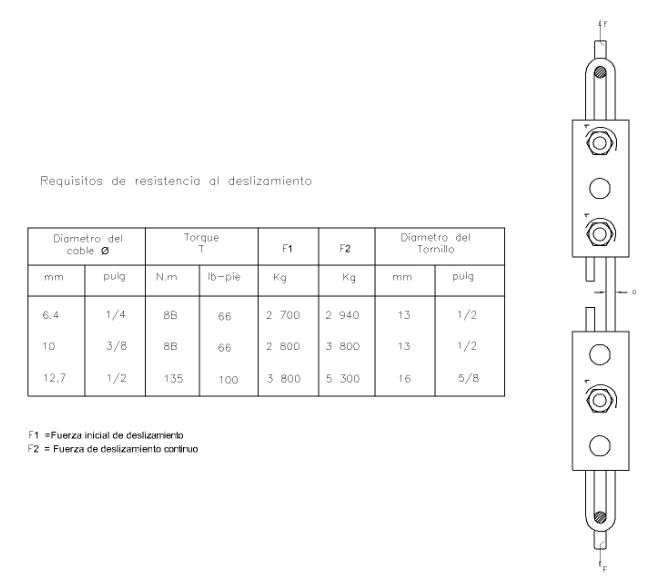 F
Requisitos de resistencia al deslizamiento
Diametro del cable Ø Torque T F1 F2 Diametro del Tornillo
mm pulg N.m lb-pie Kg Kg mm pulg
6.4 1/4 8B 66 2 700 2 940 13 1/2
10 3/8 8B 66 2 800 3 800 13 1/2
12.7 1/2 135 100 3 800 5 300 16 5/8
F1 =Fuerza inicial de deslizamiento
F2 = Fuerza de deslizamiento continuo
T
T
T
F